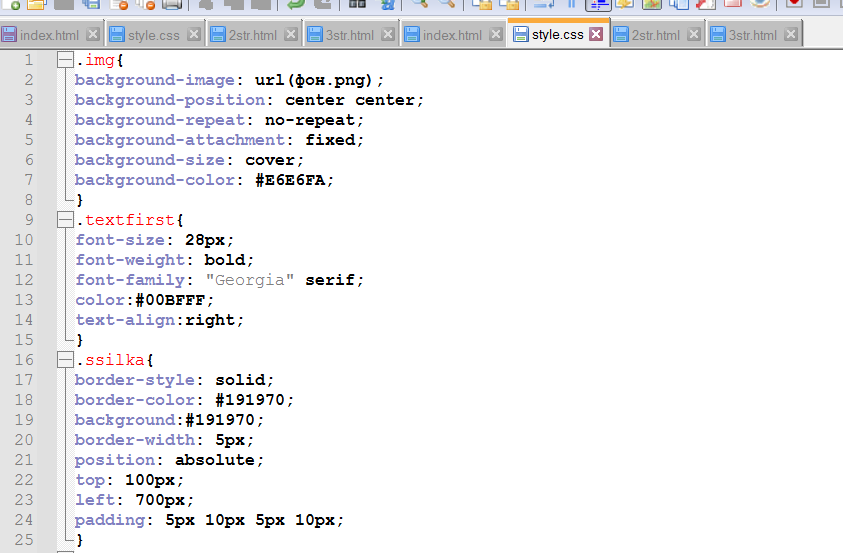 index.html style.css 2str.html 3str.html index.html style.css 2str.html 3str.html
1 .img{
2 background-image: url(фон.png);
3 background-position: center center;
4 background-repeat: no-repeat;
5 background-attachment: fixed;
6 background-size: cover;
7 background-color: #E6E6FA;
8 }
9 .textfirst{
10 font-size: 28px;
11 font-weight: bold;
12 font-family: "Georgia" serif;
13 color:#00BFFF;
14 text-align:right;
15 }
16 .ssilka{
17 border-style: solid;
18 border-color: #191970;
19 background:#191970;
20 border-width: 5px;
21 position: absolute;
22 top: 100px;
23 left: 700px;
24 padding: 5px 10px 5px 10px;
25 }